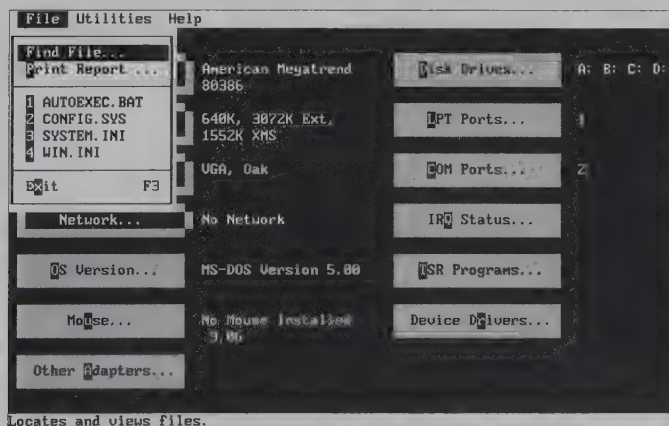 File Utilities Help
Find File...
Print Report ...
1 AUTOEXEC.BAT
2 CONFIG.SYS
3 SYSTEM.INI
4 WIN.INI
Exit F3
American Megatrend
80386
640K, 3072K Ext,
1552K XMS
VGA, Oak
Network... No Network
OS Version... MS-DOS Version 5.00
Mouse... No Mouse Installed
Other Adapters...
Disk Drives... A: B: C: D:
LPT Ports...
COM Ports... 2
IRQ Status...
TSR Programs...
Device Drivers...
Locates and views files.